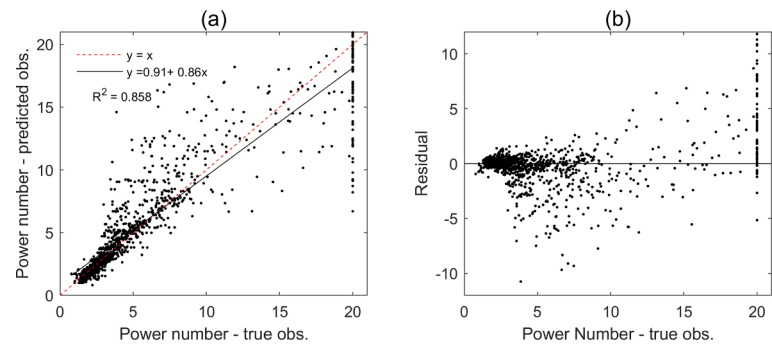 (a)
Power number - predicted obs.
20
15
10
5
0
y = x
y =0.91+ 0.86x
R2 = 0.858
0 5 10 15 20
Power number - true obs.
(b)
Residual
10
5
0
-5
-10
0 5 10 15 20
Power Number - true obs.